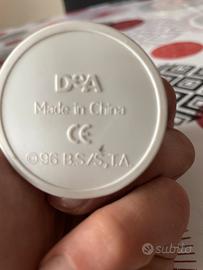 DeA
Made in China
CE
©96 B.S/S,T.A
subito